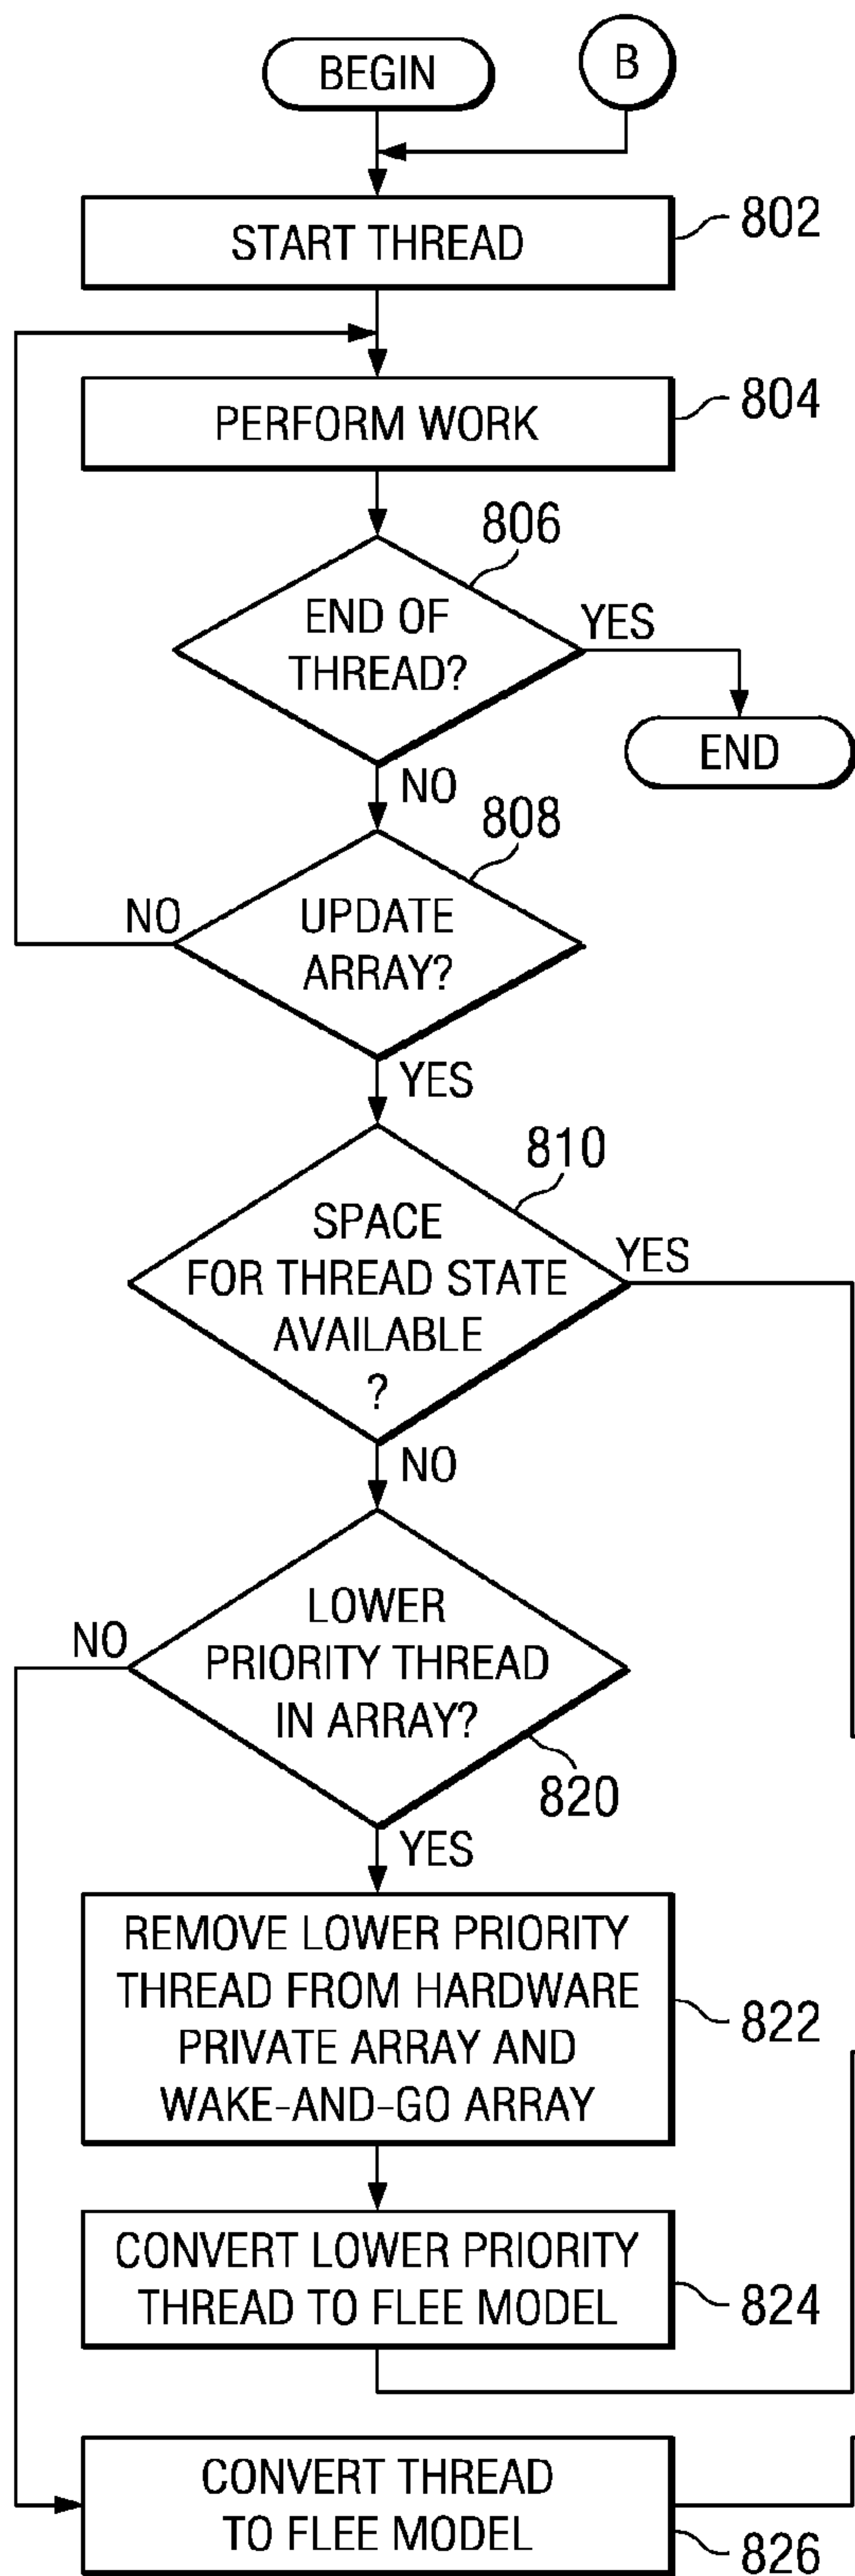 BEGIN
B
START THREAD
802
PERFORM WORK
804
806
END OF
THREAD?
YES
END
NO
808
NO
UPDATE
ARRAY?
YES
810
SPACE
FOR THREAD STATE
AVAILABLE
?
YES
NO
NO
LOWER
PRIORITY THREAD
IN ARRAY?
820
YES
REMOVE LOWER PRIORITY
THREAD FROM HARDWARE
PRIVATE ARRAY AND
WAKE-AND-GO ARRAY
822
CONVERT LOWER PRIORITY
THREAD TO FLEE MODEL
824
CONVERT THREAD
TO FLEE MODEL
826